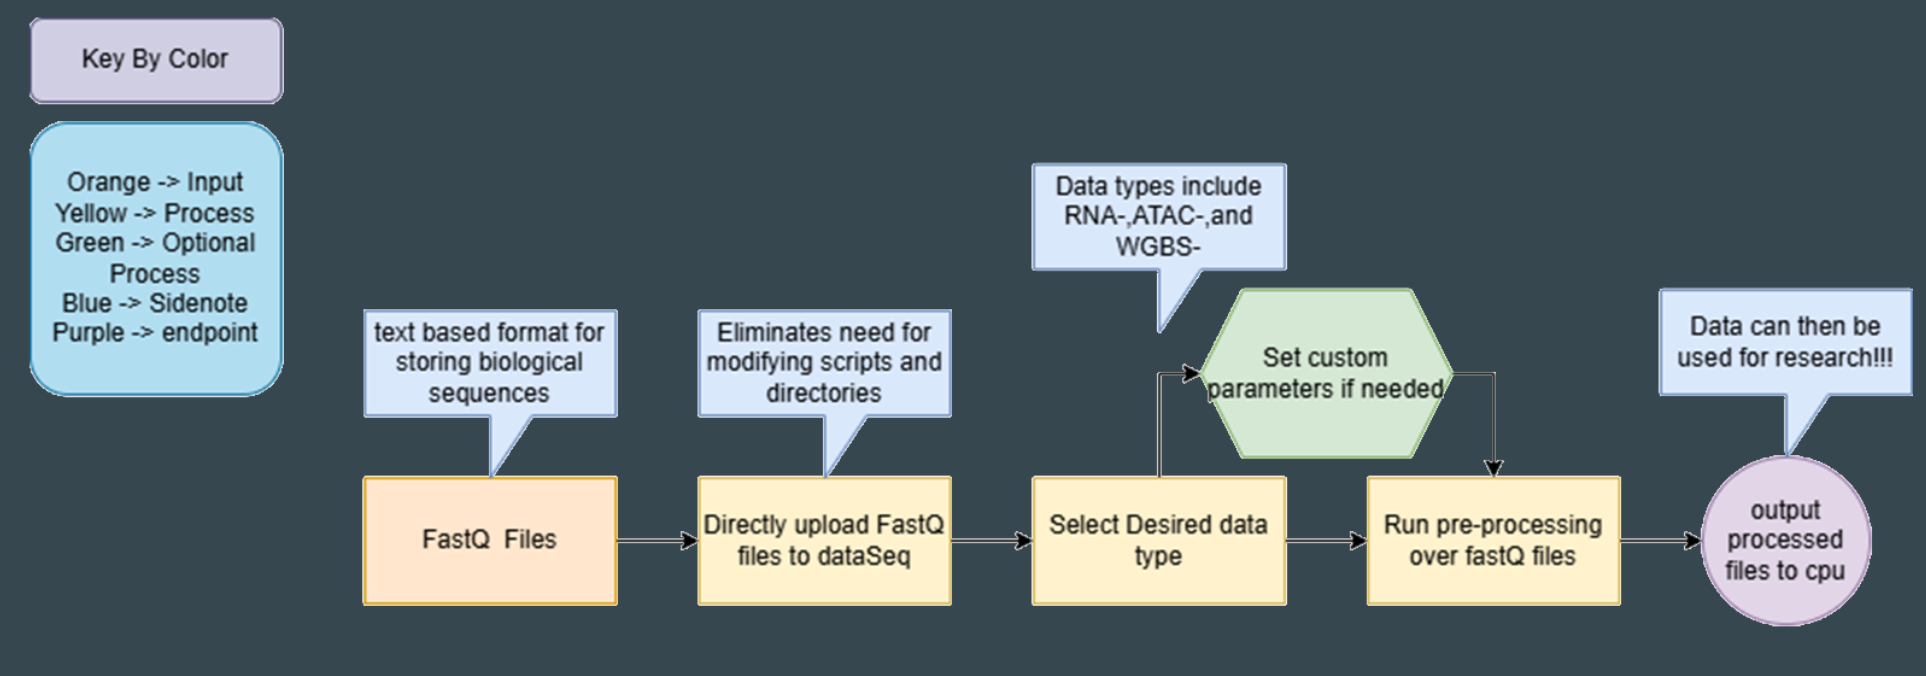 Key By Color
Orange -> Input
Yellow -> Process
Green -> Optional
Process
Blue -> Sidenote
Purple -> endpoint
text based format for
storing biological
sequences
FastQ  Files
Eliminates need for
modifying scripts and
directories
Directly upload FastQ
files to dataSeq
Data types include
RNA-,ATAC-,and
WGBS-
Select Desired data
type
Set custom
parameters if needed
Run pre-processing
over fastQ files
Data can then be
used for research!!!
output
processed
files to cpu